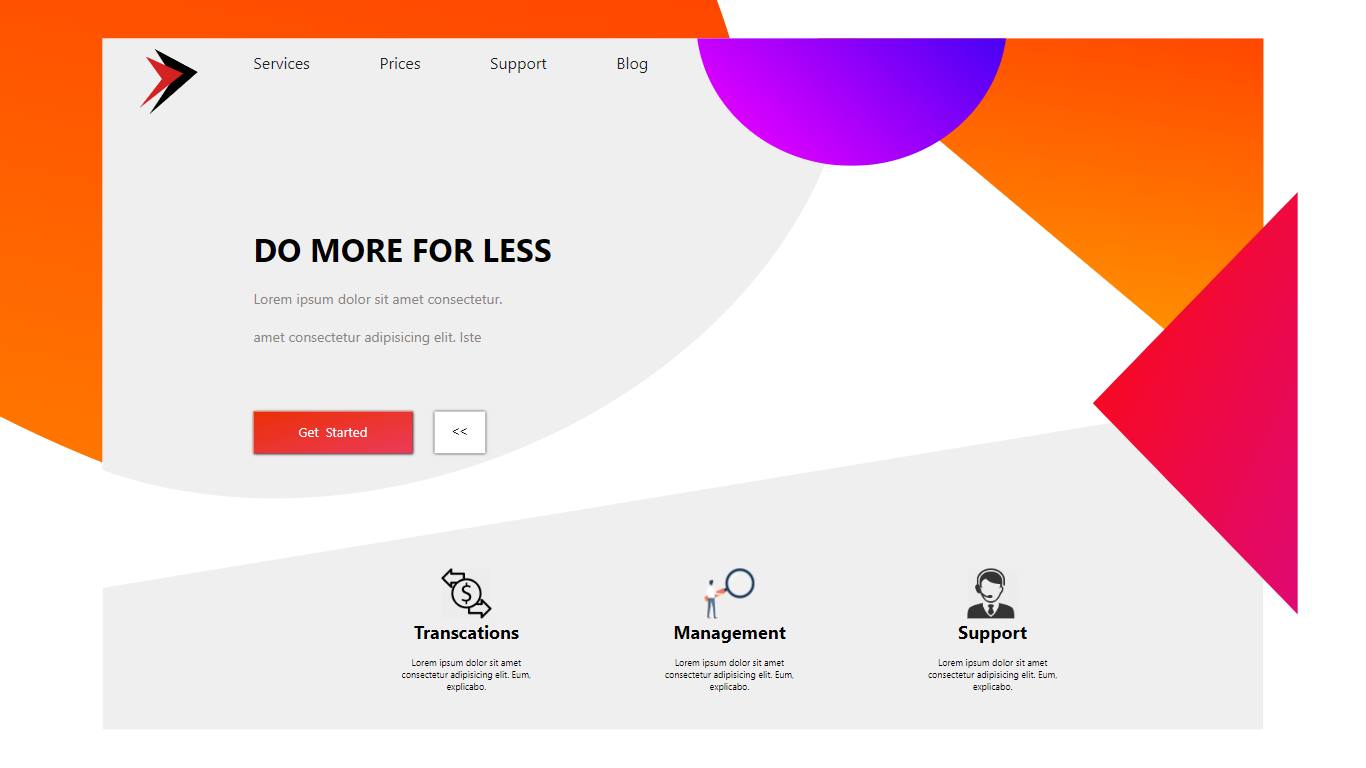 Services Prices Support Blog
DO MORE FOR LESS
Lorem ipsum dolor sit amet consectetur.
amet consectetur adipisicing elit. Iste
Get Started <<
$
Transcations
Lorem ipsum dolor sit amet
consectetur adipisicing elit. Eum,
explicabo.
Management
Lorem ipsum dolor sit amet
consectetur adipisicing elit. Eum,
explicabo.
Support
Lorem ipsum dolor sit amet
consectetur adipisicing elit. Eum,
explicabo.